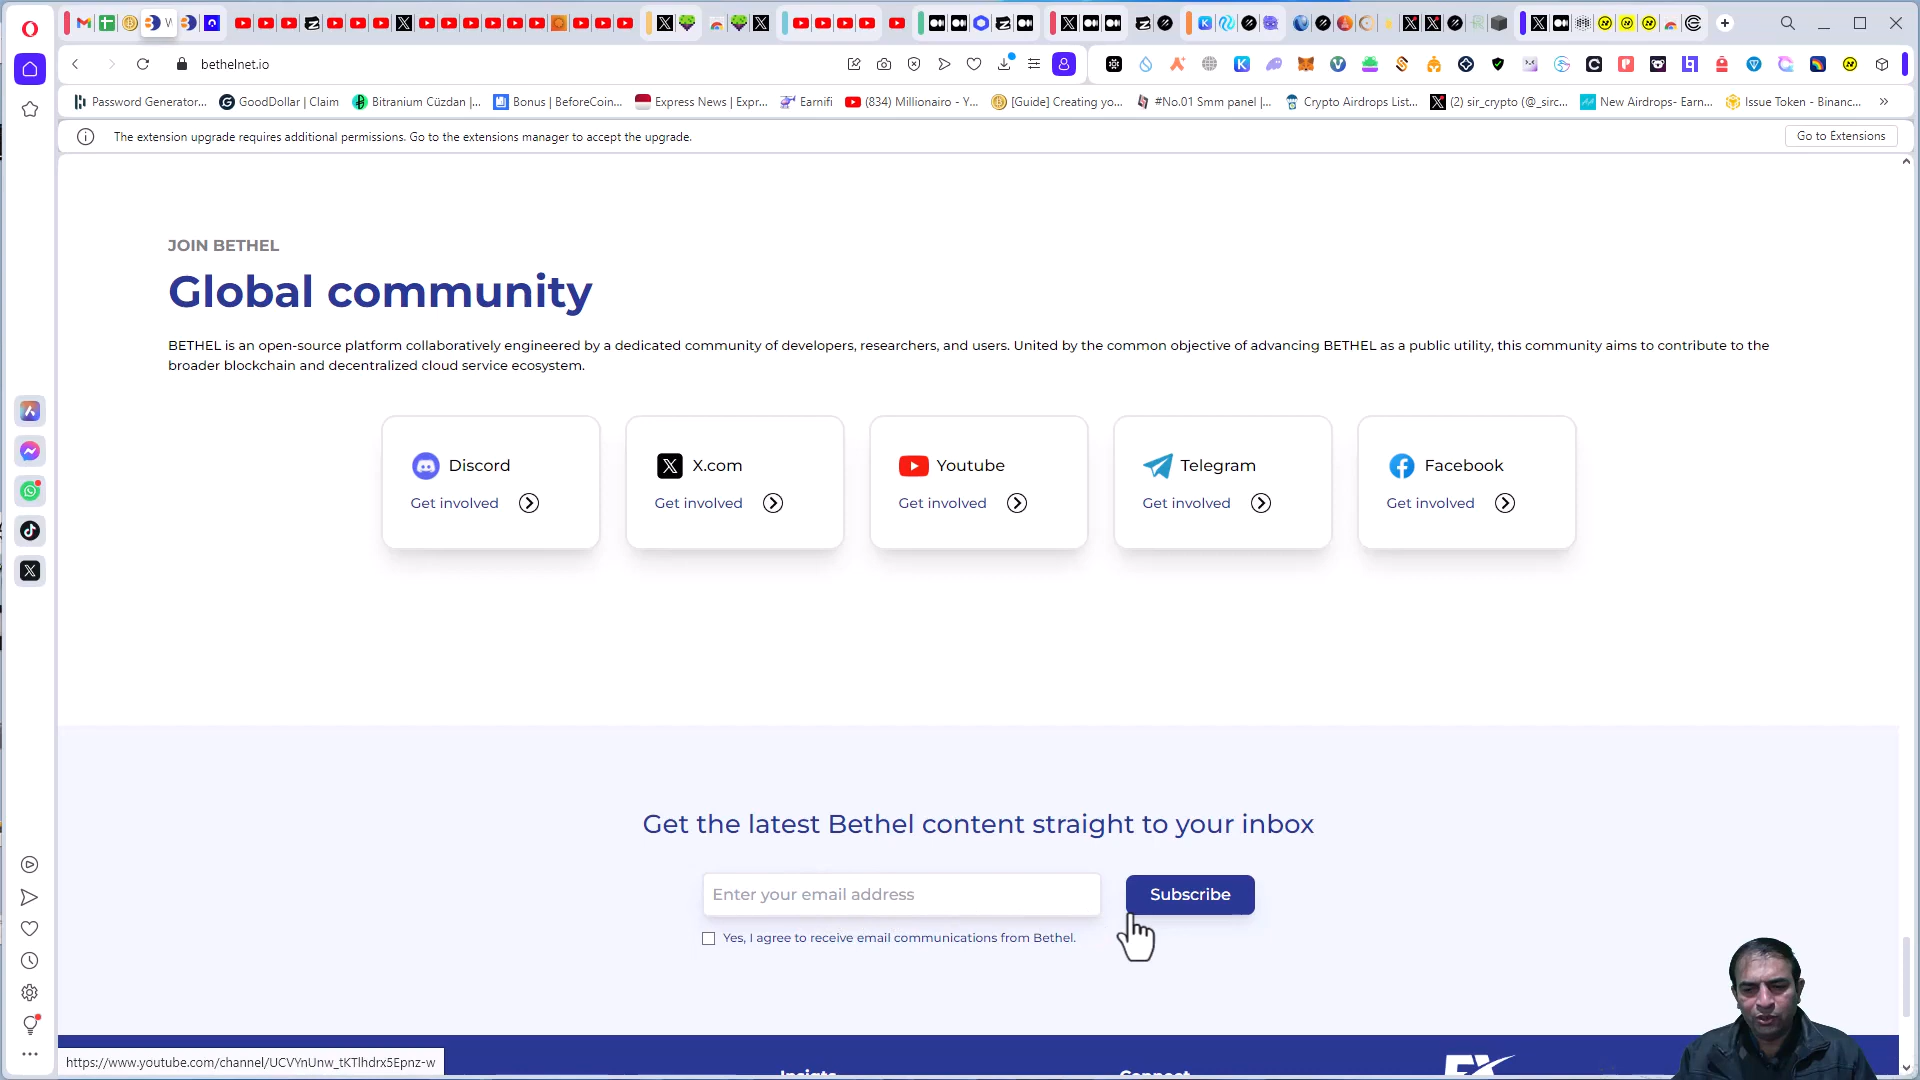 bethelnet.io
Password Generator...
GoodDollar | Claim
Bitranium Cüzdan |...
Bonus | BeforeCoin...
Express News | Expr...
Earnifi
(834) Millionairo - Y...
[Guide] Creating yo...
#No.01 Smm panel |...
Crypto Airdrops List...
(2) sir_crypto (@_sirc...
New Airdrops- Earn...
Issue Token - Binanc...
The extension upgrade requires additional permissions. Go to the extensions manager to accept the upgrade.
Go to Extensions
JOIN BETHEL
Global community
BETHEL is an open-source platform collaboratively engineered by a dedicated community of developers, researchers, and users. United by the common objective of advancing BETHEL as a public utility, this community aims to contribute to the
broader blockchain and decentralized cloud service ecosystem.
Discord
X.com
Youtube
Telegram
Facebook
Get involved
Get involved
Get involved
Get involved
Get involved
Get the latest Bethel content straight to your inbox
Enter your email address
Subscribe
Yes, I agree to receive email communications from Bethel.
https://www.youtube.com/channel/UCVYnUnw_tKTlhdrx5Epnz-w
Insights
Connect